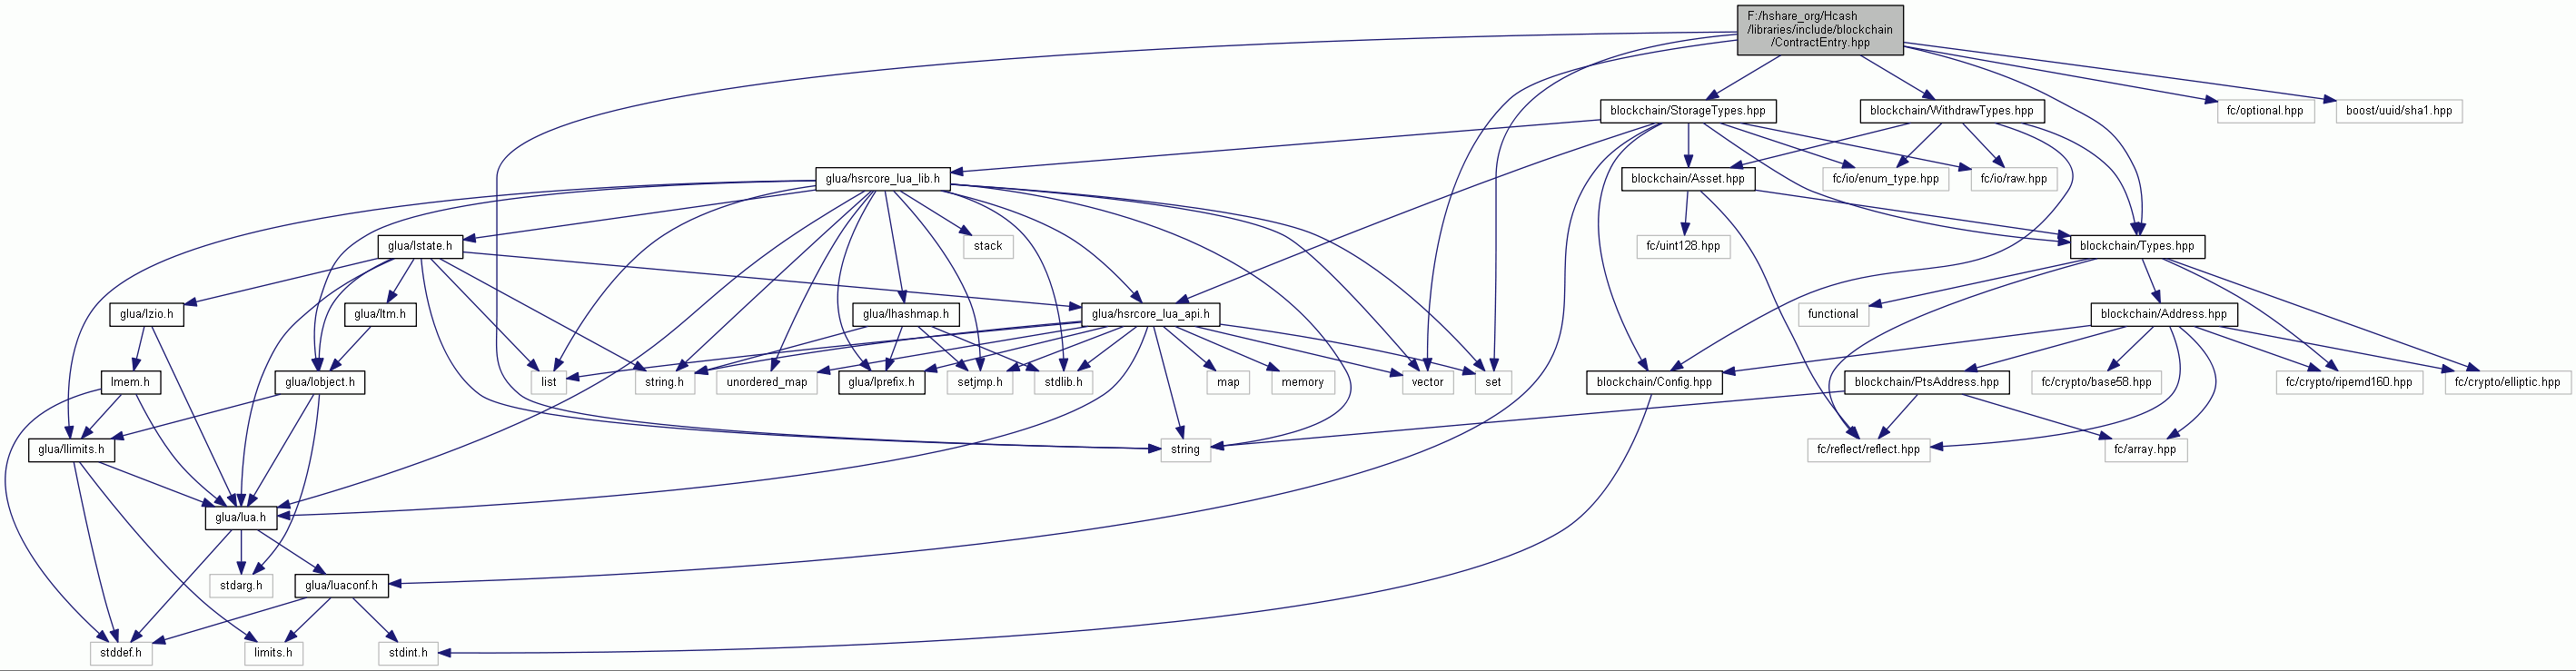 F:/hshare_org/Hcash
/libraries/include/blockchain
/ContractEntry.hpp
blockchain/StorageTypes.hpp
blockchain/WithdrawTypes.hpp
fc/optional.hpp
boost/uuid/sha1.hpp
glua/hsrcore_lua_lib.h
blockchain/Asset.hpp
fc/io/enum_type.hpp
fc/io/raw.hpp
glua/lstate.h
stack
fc/uint128.hpp
blockchain/Types.hpp
glua/lzio.h
glua/ltm.h
glua/lhashmap.h
glua/hsrcore_lua_api.h
functional
blockchain/Address.hpp
lmem.h
glua/lobject.h
list
string.h
unordered_map
glua/lprefix.h
setjmp.h
stdlib.h
map
memory
vector
set
blockchain/Config.hpp
blockchain/PtsAddress.hpp
fc/crypto/base58.hpp
fc/crypto/ripemd160.hpp
fc/crypto/elliptic.hpp
glua/llimits.h
string
fc/reflect/reflect.hpp
fc/array.hpp
glua/lua.h
stdarg.h
glua/luaconf.h
stddef.h
limits.h
stdint.h